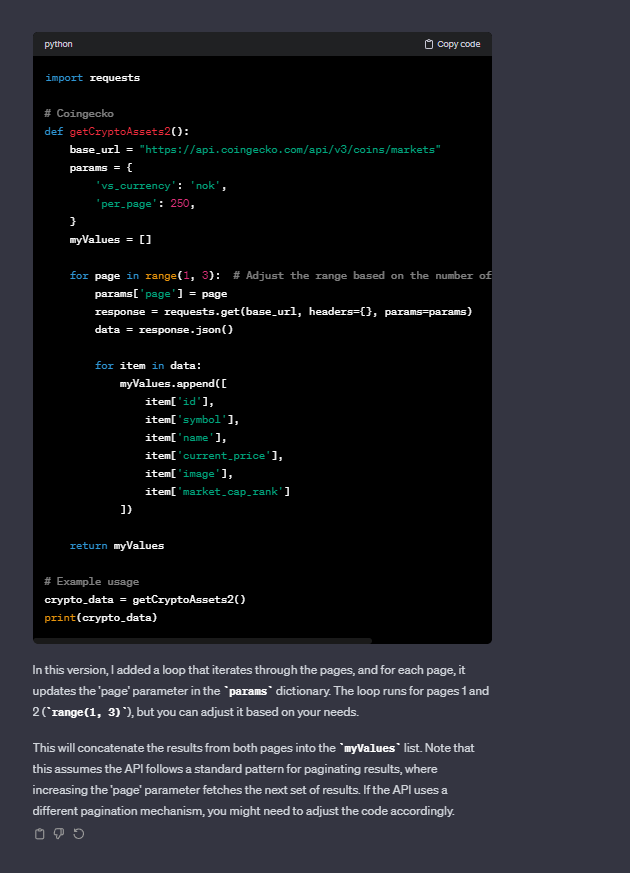 python
Copy code
import requests
# Coingecko
def getCryptoAssets2():
base_url = "https://api.coingecko.com/api/v3/coins/markets"
params = {
'vs_currency': 'nok',
'per_page': 250,
}
myValues = []
for page in range(1, 3):  # Adjust the range based on the number of
params['page'] = page
response = requests.get(base_url, headers={}, params=params)
data = response.json()
for item in data:
myValues.append([
item['id'],
item['symbol'],
item['name'],
item['current_price'],
item['image'],
item['market_cap_rank']
])
return myValues
# Example usage
crypto_data = getCryptoAssets2()
print(crypto_data)
In this version, I added a loop that iterates through the pages, and for each page, it
updates the 'page' parameter in the `params` dictionary. The loop runs for pages 1 and
2 (`range(1, 3)`), but you can adjust it based on your needs.
This will concatenate the results from both pages into the `myValues` list. Note that
this assumes the API follows a standard pattern for paginating results, where
increasing the 'page' parameter fetches the next set of results. If the API uses a
different pagination mechanism, you might need to adjust the code accordingly.